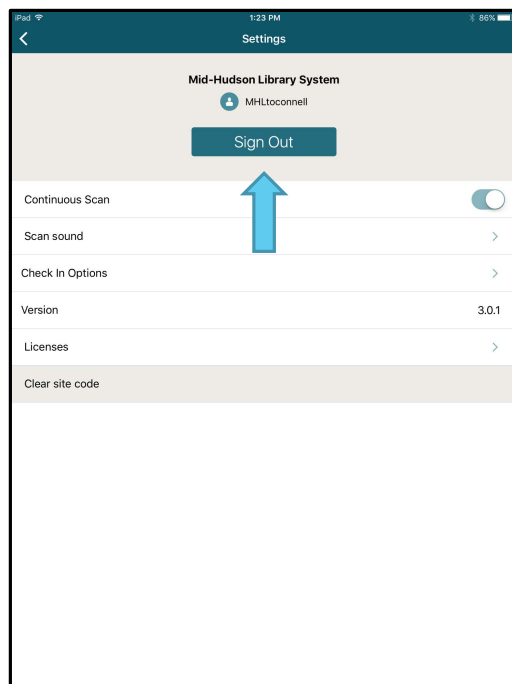 iPad 1:23 PM 86%
Settings
Mid-Hudson Library System
MHLtoconnell
Sign Out
Continuous Scan
Scan sound
Check In Options
Version 3.0.1
Licenses
Clear site code